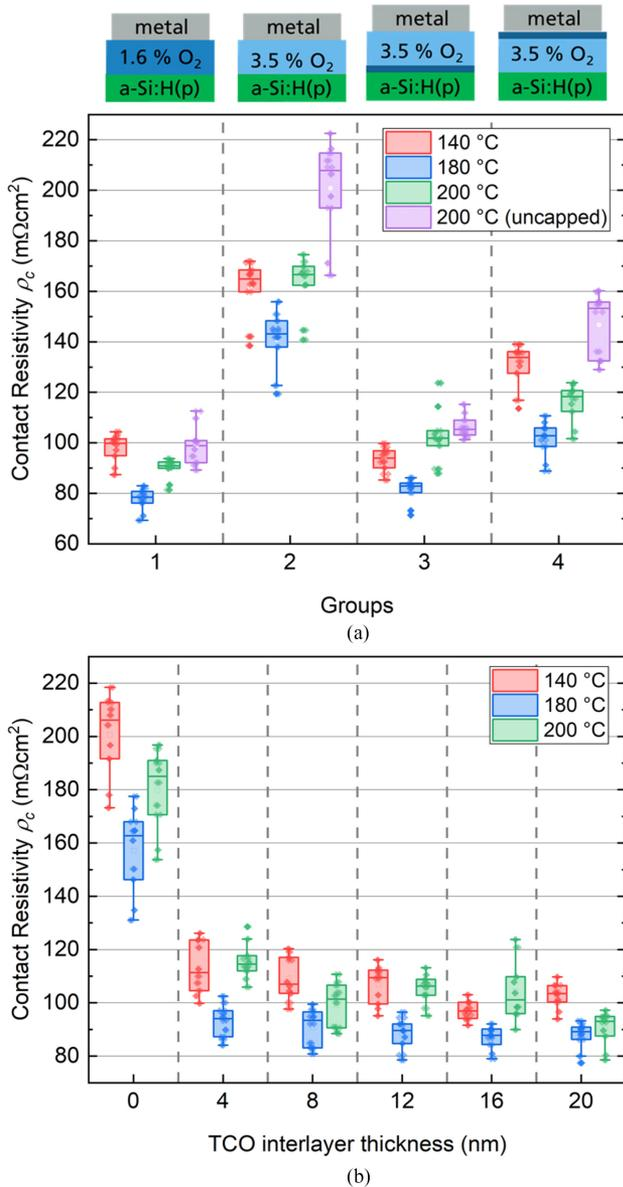 metal metal metal metal
1.6 % O₂ 3.5 % O₂ 3.5 % O₂ 3.5 % O₂
a-Si:H(p) a-Si:H(p) a-Si:H(p) a-Si:H(p)
220
200
180
160
140
120
100
80
60
Contact Resistivity ρc (mΩcm²)
140 °C
180 °C
200 °C
200 °C (uncapped)
1 2 3 4
Groups
(a)
220
200
180
160
140
120
100
80
Contact Resistivity ρc (mΩcm²)
140 °C
180 °C
200 °C
0 4 8 12 16 20
TCO interlayer thickness (nm)
(b)